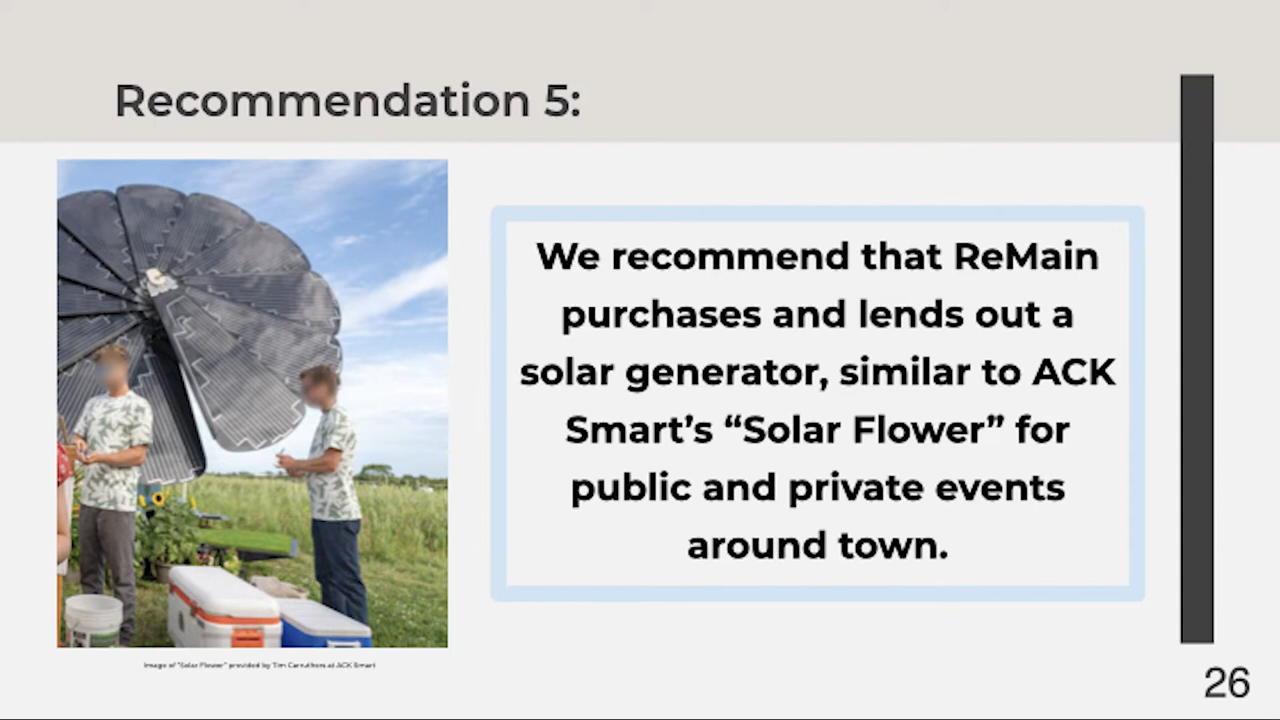 Recommendation 5:
We recommend that ReMain
purchases and lends out a
solar generator, similar to ACK
Smart’s “Solar Flower” for
public and private events
around town.
Image of "Solar Flower" provided by Tim Carruthers at ACK Smart
26